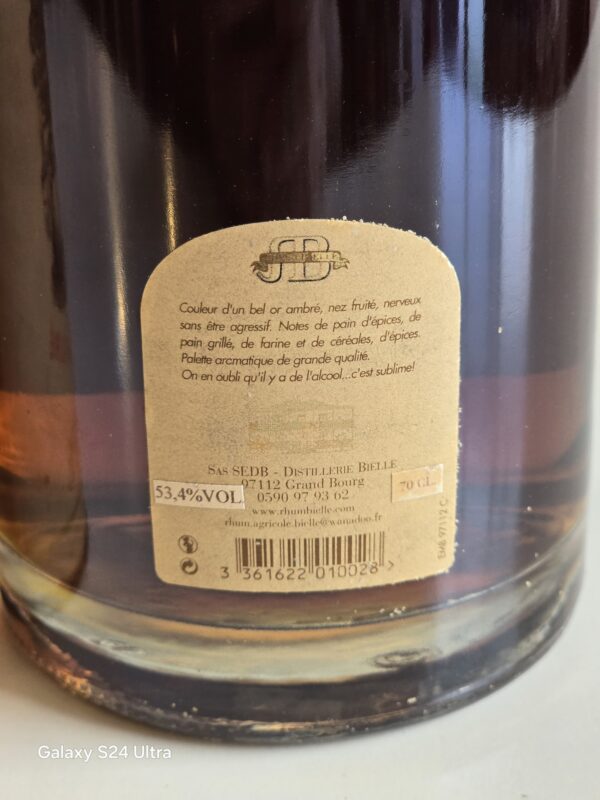 RB
Couleur d'un bel or ambré, nez fruité, nerveux
sans être agressif. Notes de pain d'épices, de
pain grillé, de farine et de céréales, d'épices.
Palette aromatique de grande qualité.
On en oubli qu'il y a de l'alcool...c'est sublime!
SAS SEDB - DISTILLERIE BIELLE
97112 GRAND BOURG
53,4%VOL
0590 97 93 62
70 CL
www.rhumbielle.com
rhum.agricole.bielle@wanadoo.fr
EMB 97112 C
3 361622 010028 >
Galaxy S24 Ultra